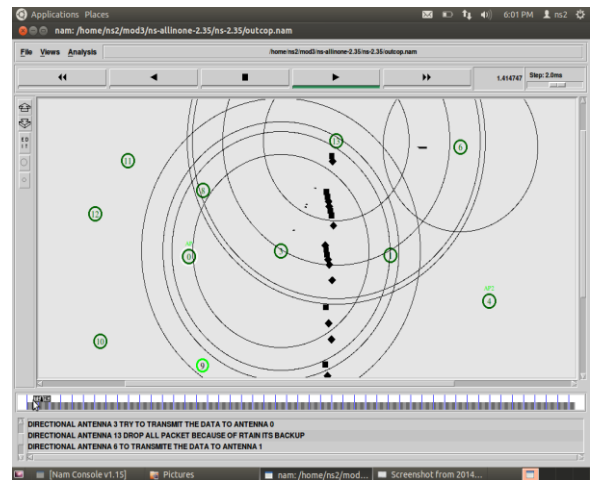 Applications Places
6:01 PM ns2
nam: /home/ns2/mod3/ns-allinone-2.35/ns-2.35/outcop.nam
File Views Analysis
/home/ns2/mod3/ns-allinone-2.35/ns-2.35/outcop.nam
1.414747
Step: 2.0ms
13
6
11
8
12
0
3
1
4
10
9
DIRECTIONAL ANTENNA 3 TRY TO TRANSMIT THE DATA TO ANTENNA 0
DIRECTIONAL ANTENNA 13 DROP ALL PACKET BECAUSE OF RTAIN ITS BACKUP
DIRECTIONAL ANTENNA 6 TO TRANSMITE THE DATA TO ANTENNA 1
[Nam Console v1.15]
Pictures
nam: /home/ns2/mod...
Screenshot from 2014...